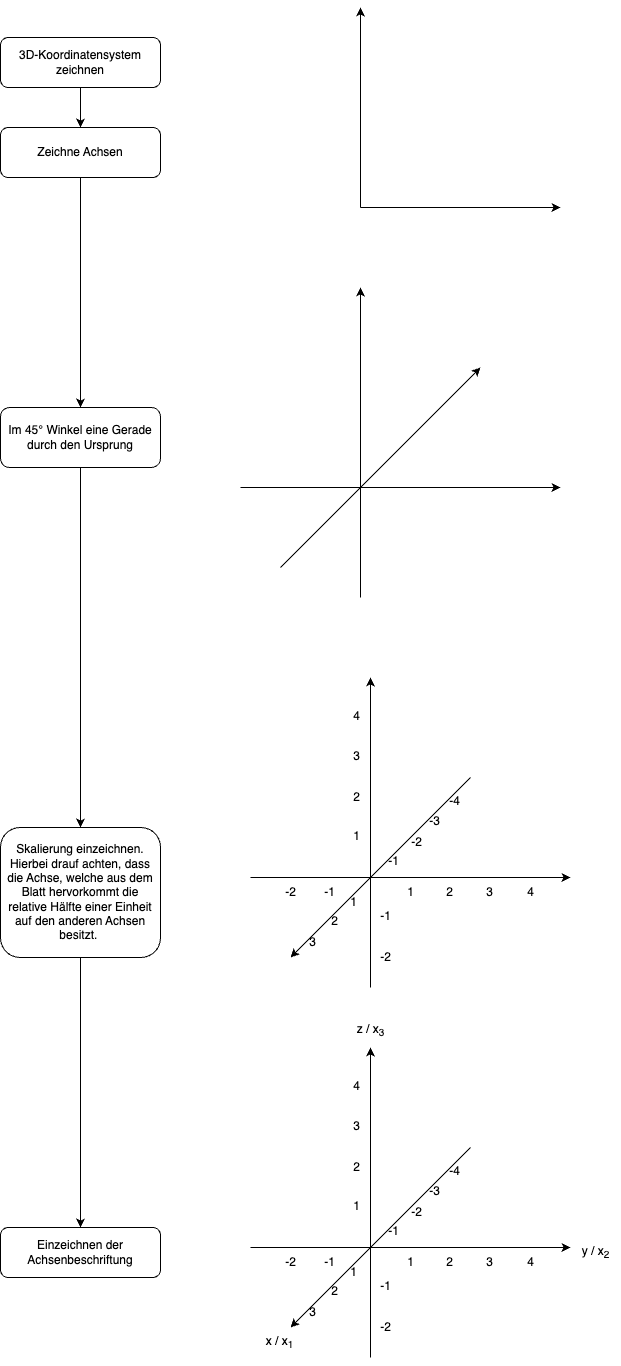 3D-Koordinatensystem
zeichnen
Zeichne Achsen
Im 45° Winkel eine Gerade
durch den Ursprung
Skalierung einzeichnen.
Hierbei drauf achten, dass
die Achse, welche aus dem
Blatt hervorkommt die
relative Hälfte einer Einheit
auf den anderen Achsen
besitzt.
4
3
2
1
-4
-3
-2
-1
-2 -1 1 2 3 4
1
2
3
-1
-2
Einzeichnen der
Achsenbeschriftung
z / x₃
4
3
2
1
-4
-3
-2
-1
-2 -1 1 2 3 4
y / x₂
1
2
3
-1
-2
x / x₁